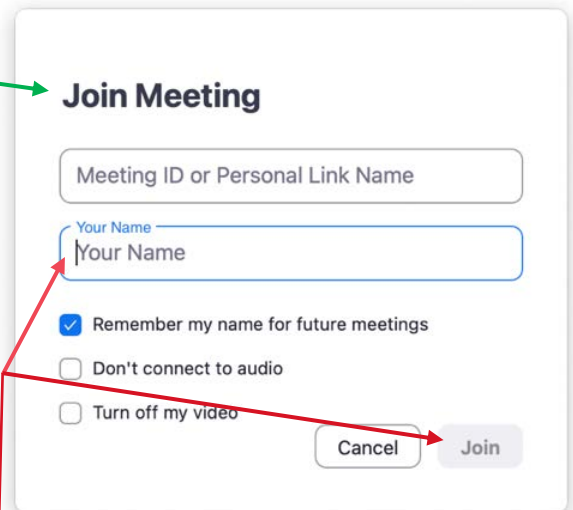 Join Meeting
Meeting ID or Personal Link Name
Your Name
Your Name
Remember my name for future meetings
Don't connect to audio
Turn off my video
Cancel
Join